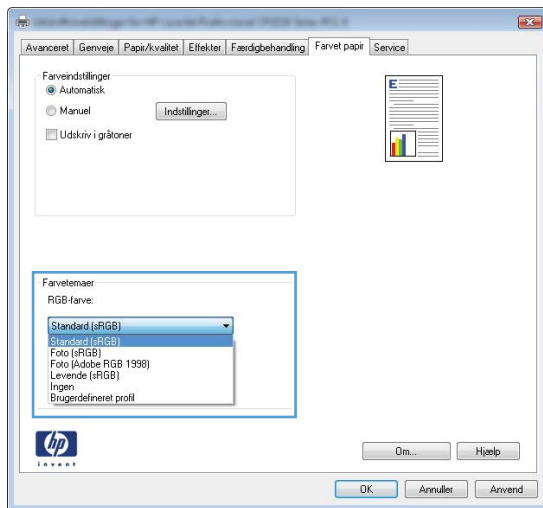 Avanceret Genveje Papir/kvalitet Effekter Færdigbehandling Farvet papir Service
Farveindstillinger
Automatisk
Manuel Indstillinger...
Udskriv i gråtoner
E
Farvetemaer
RGB-farve:
Standard (sRGB)
Standard (sRGB)
Foto (sRGB)
Foto (Adobe RGB 1998)
Levende (sRGB)
Ingen
Brugerdefineret profil
hp
invent
Om... Hjælp
OK Annuller Anvend